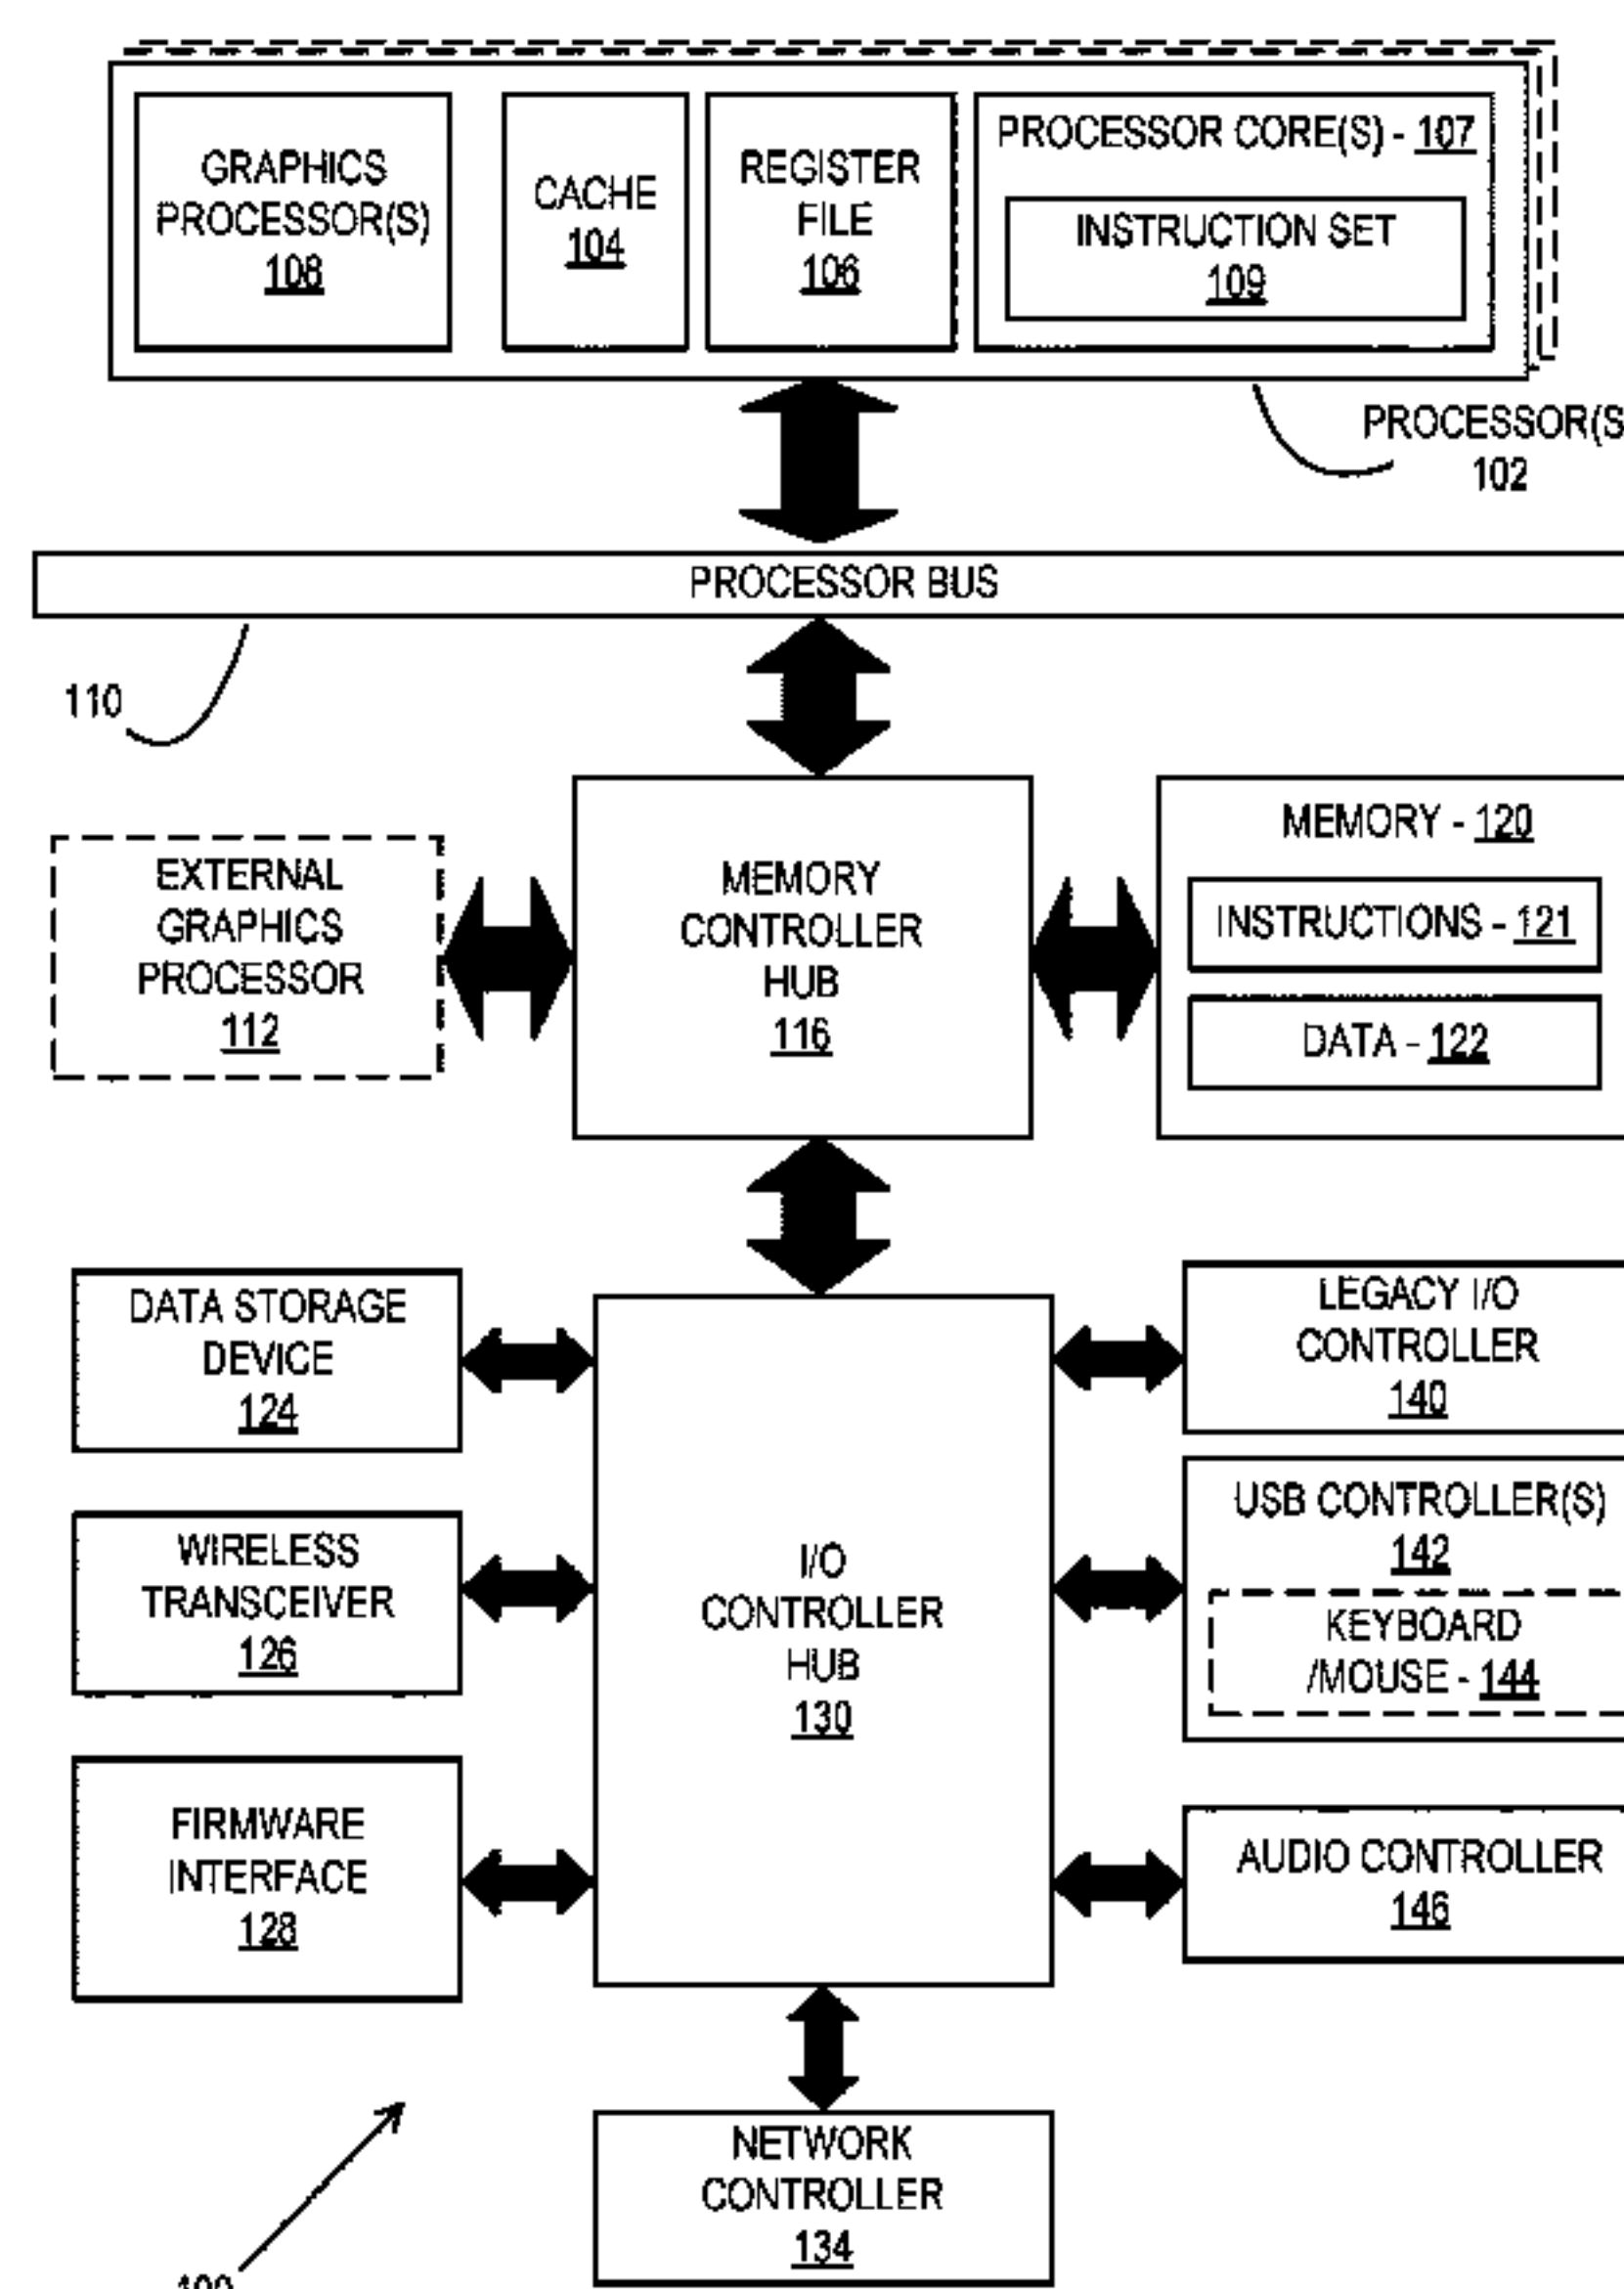 GRAPHICS
PROCESSOR(S)
108
CACHE
104
REGISTER
FILE
106
PROCESSOR CORE(S) - 107
INSTRUCTION SET
109
PROCESSOR(S
102
PROCESSOR BUS
110
EXTERNAL
GRAPHICS
PROCESSOR
112
MEMORY
CONTROLLER
HUB
116
MEMORY - 120
INSTRUCTIONS - 121
DATA - 122
DATA STORAGE
DEVICE
124
LEGACY I/O
CONTROLLER
140
WIRELESS
TRANSCEIVER
126
I/O
CONTROLLER
HUB
130
USB CONTROLLER(S)
142
KEYBOARD
/MOUSE - 144
FIRMWARE
INTERFACE
128
AUDIO CONTROLLER
146
NETWORK
CONTROLLER
134